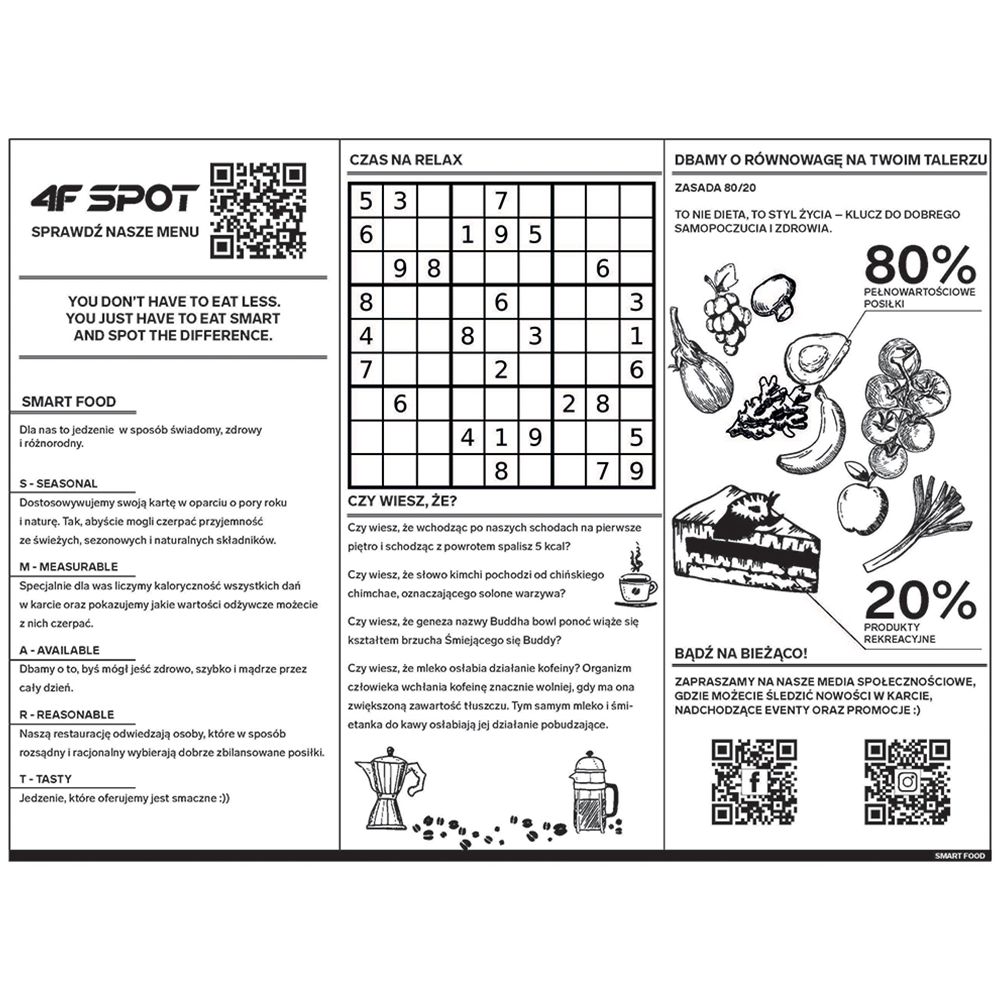 4F SPOT
SPRAWDŹ NASZE MENU
YOU DON'T HAVE TO EAT LESS.
YOU JUST HAVE TO EAT SMART
AND SPOT THE DIFFERENCE.
SMART FOOD
Dla nas to jedzenie w sposób świadomy, zdrowy
i różnorodny.
S - SEASONAL
Dostosowywujemy swoją kartę w oparciu o pory roku
i naturę. Tak, abyście mogli czerpać przyjemność
ze świeżych, sezonowych i naturalnych składników.
M - MEASURABLE
Specjalnie dla was liczymy kaloryczność wszystkich dań
w karcie oraz pokazujemy jakie wartości odżywcze możecie
z nich czerpać.
A - AVAILABLE
Dbamy o to, byś mógł jeść zdrowo, szybko i mądrze przez
cały dzień.
R - REASONABLE
Naszą restaurację odwiedzają osoby, które w sposób
rozsądny i racjonalny wybierają dobrze zbilansowane posiłki.
T - TASTY
Jedzenie, które oferujemy jest smaczne :))
CZAS NA RELAX
5 3 7
6 1 9 5
9 8 6
8 6 3
4 8 3 1
7 2 6
6 2 8
4 1 9 5
8 7 9
CZY WIESZ, ŻE?
Czy wiesz, że wchodząc po naszych schodach na pierwsze
piętro i schodząc z powrotem spalisz 5 kcal?
Czy wiesz, że słowo kimchi pochodzi od chińskiego
chimchae, oznaczającego solone warzywa?
Czy wiesz, że geneza nazwy Buddha bowl ponoć wiąże się
kształtem brzucha Śmiejącego się Buddy?
Czy wiesz, że mleko osłabia działanie kofeiny? Organizm
człowieka wchłania kofeinę znacznie wolniej, gdy ma ona
zwiększoną zawartość tłuszczu. Tym samym mleko i śmi-
etanka do kawy osłabiają jej działanie pobudzające.
DBAMY O RÓWNOWAGĘ NA TWOIM TALERZU
ZASADA 80/20
TO NIE DIETA, TO STYL ŻYCIA – KLUCZ DO DOBREGO
SAMOPOCZUCIA I ZDROWIA.
80%
PEŁNOWARTOŚCIOWE
POSIŁKI
20%
PRODUKTY
REKREACYJNE
BĄDŹ NA BIEŻĄCO!
ZAPRASZAMY NA NASZE MEDIA SPOŁECZNOŚCIOWE,
GDZIE MOŻECIE ŚLEDZIĆ NOWOŚCI W KARCIE,
NADCHODZĄCE EVENTY ORAZ PROMOCJE :)
f
SMART FOOD